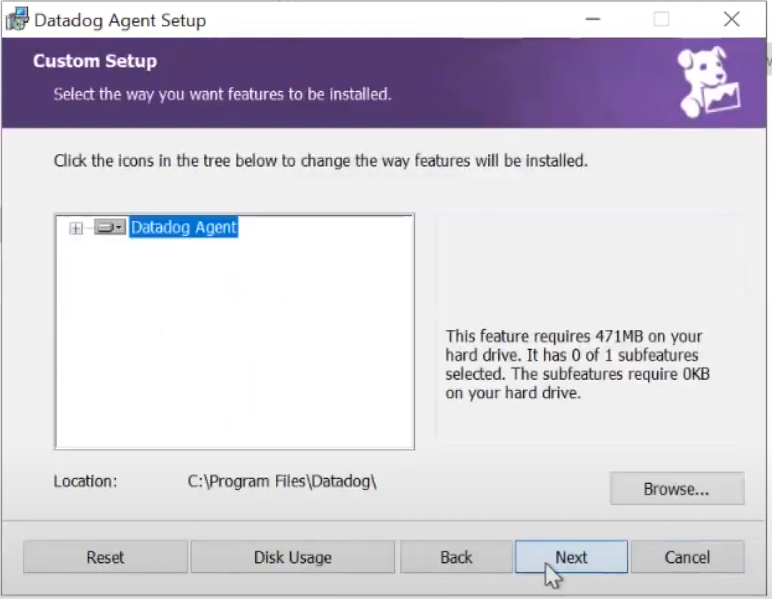 Datadog Agent Setup
Custom Setup
Select the way you want features to be installed.
Click the icons in the tree below to change the way features will be installed.
Datadog Agent
This feature requires 471MB on your
hard drive. It has 0 of 1 subfeatures
selected. The subfeatures require 0KB
on your hard drive.
Location: C:\Program Files\Datadog\
Browse...
Reset Disk Usage Back Next Cancel